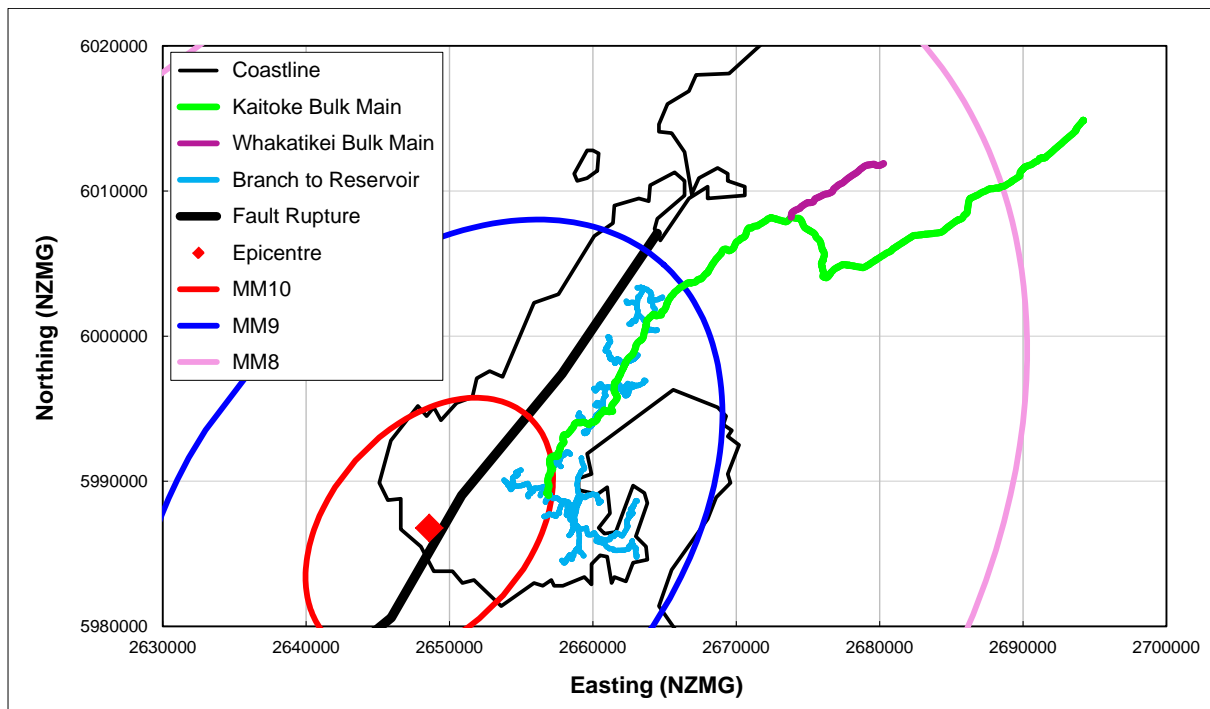 6020000
6010000
6000000
5990000
5980000
Northing (NZMG)
Coastline
Kaitoke Bulk Main
Whakatikei Bulk Main
Branch to Reservoir
Fault Rupture
Epicentre
MM10
MM9
MM8
2630000 2640000 2650000 2660000 2670000 2680000 2690000 2700000
Easting (NZMG)